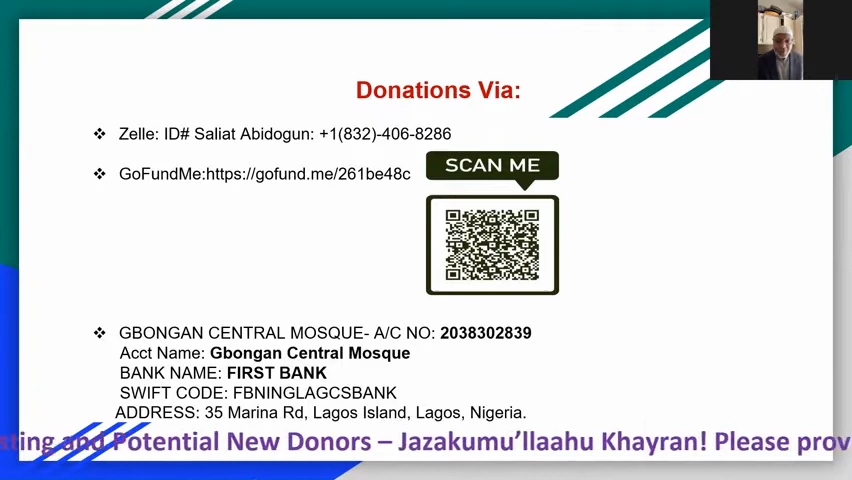 Donations Via:
❖ Zelle: ID# Saliat Abidogun: +1(832)-406-8286
❖ GoFundMe:https://gofund.me/261be48c
SCAN ME
❖ GBONGAN CENTRAL MOSQUE- A/C NO: 2038302839
Acct Name: Gbongan Central Mosque
BANK NAME: FIRST BANK
SWIFT CODE: FBNINGLAGCSBANK
ADDRESS: 35 Marina Rd, Lagos Island, Lagos, Nigeria.
sting and Potential New Donors – Jazakumu'llaahu Khayran! Please prov